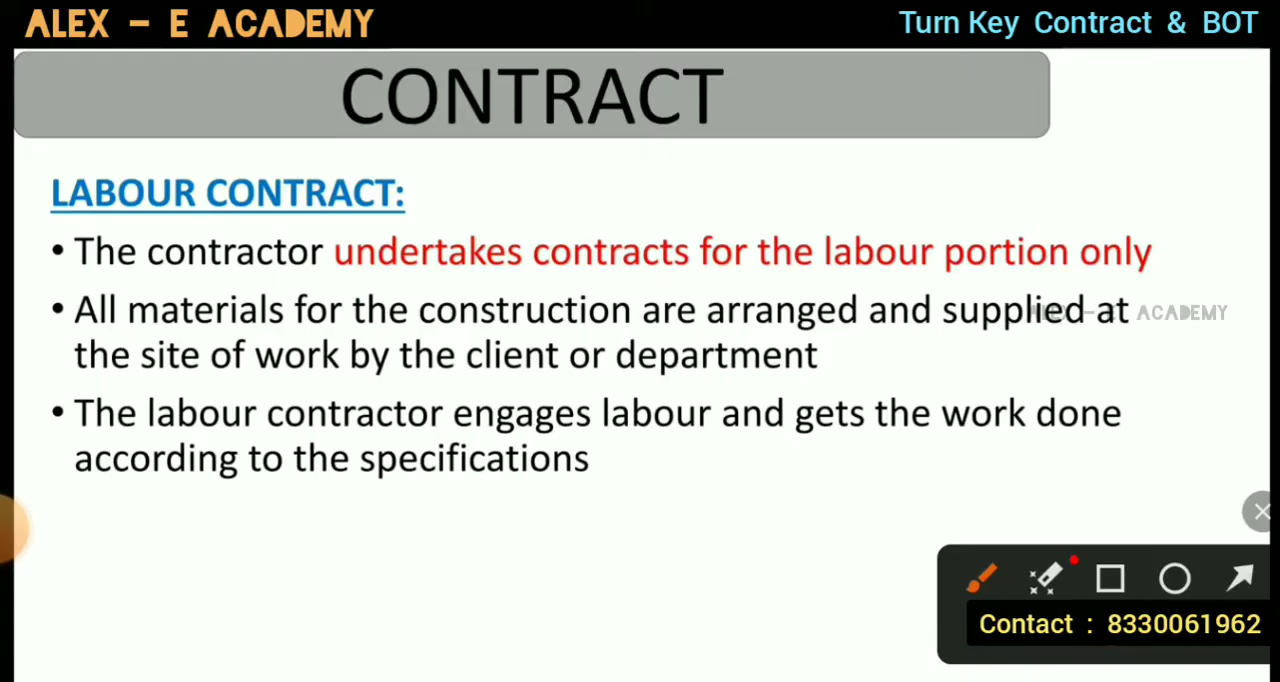 ALEX – E ACADEMY
Turn Key Contract & BOT
CONTRACT
LABOUR CONTRACT:
• The contractor undertakes contracts for the labour portion only
• All materials for the construction are arranged and supplied at
the site of work by the client or department
• The labour contractor engages labour and gets the work done
according to the specifications
ALEX – E ACADEMY
Contact : 8330061962